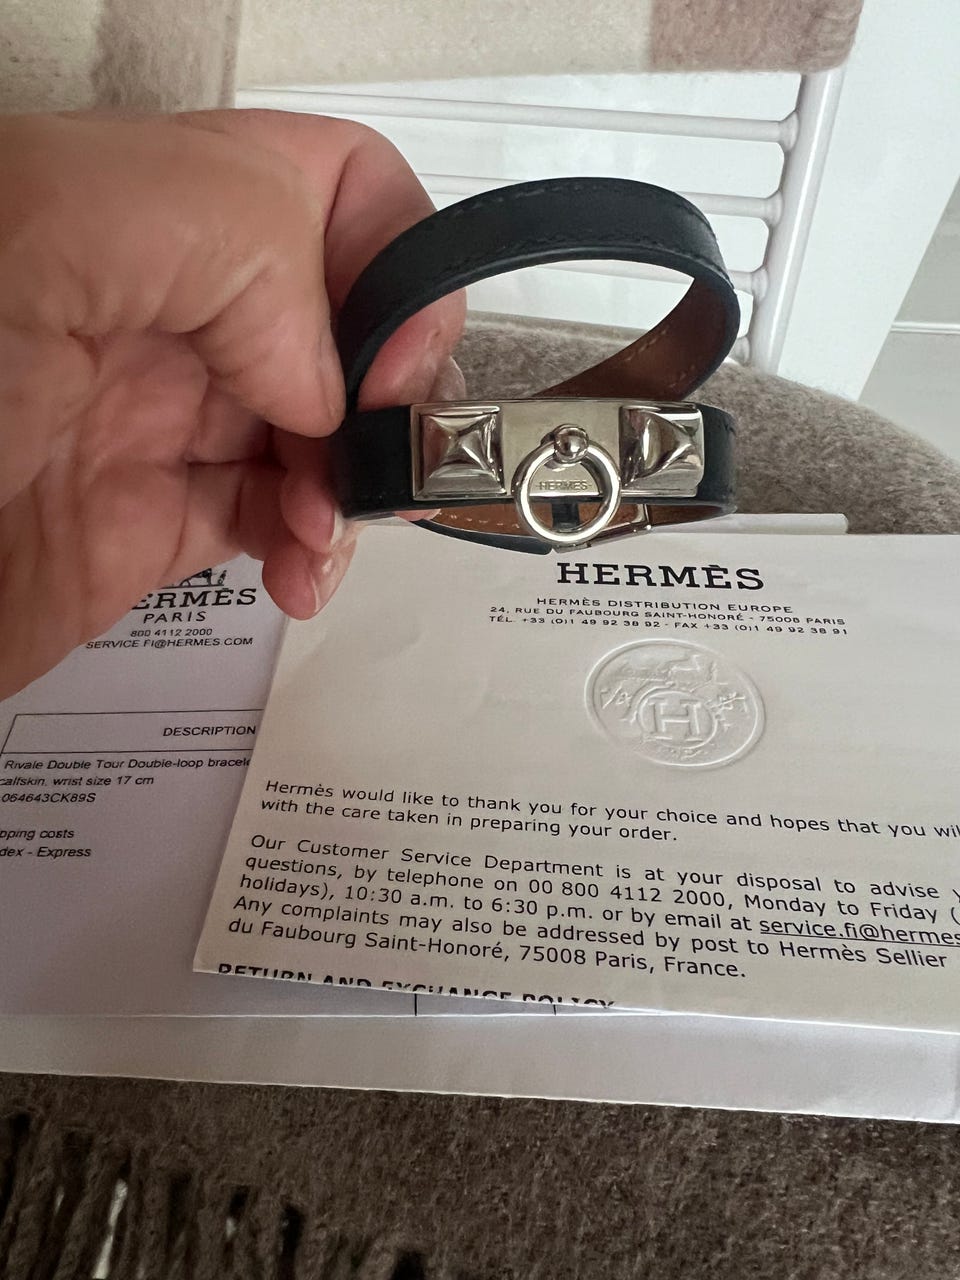 HERMES
ERMÈS
PARIS
800 4112 2000
SERVICE.FI@HERMES.COM
DESCRIPTION
Rivale Double Tour Double-loop bracele
calfskin, wrist size 17 cm
064643CK89S
pping costs
dex - Express
HERMÈS
HERMÈS DISTRIBUTION EUROPE
24, RUE DU FAUBOURG SAINT-HONORÉ - 75008 PARIS
TÉL. +33 (0)1 49 92 38 92 - FAX +33 (0)1 49 92 38 91
H
Hermès would like to thank you for your choice and hopes that you wil
with the care taken in preparing your order.
Our Customer Service Department is at your disposal to advise y
questions, by telephone on 00 800 4112 2000, Monday to Friday (
holidays), 10:30 a.m. to 6:30 p.m. or by email at service.fi@hermes
Any complaints may also be addressed by post to Hermès Sellier
du Faubourg Saint-Honoré, 75008 Paris, France.
RETURN AND EXCHANGE POLICY